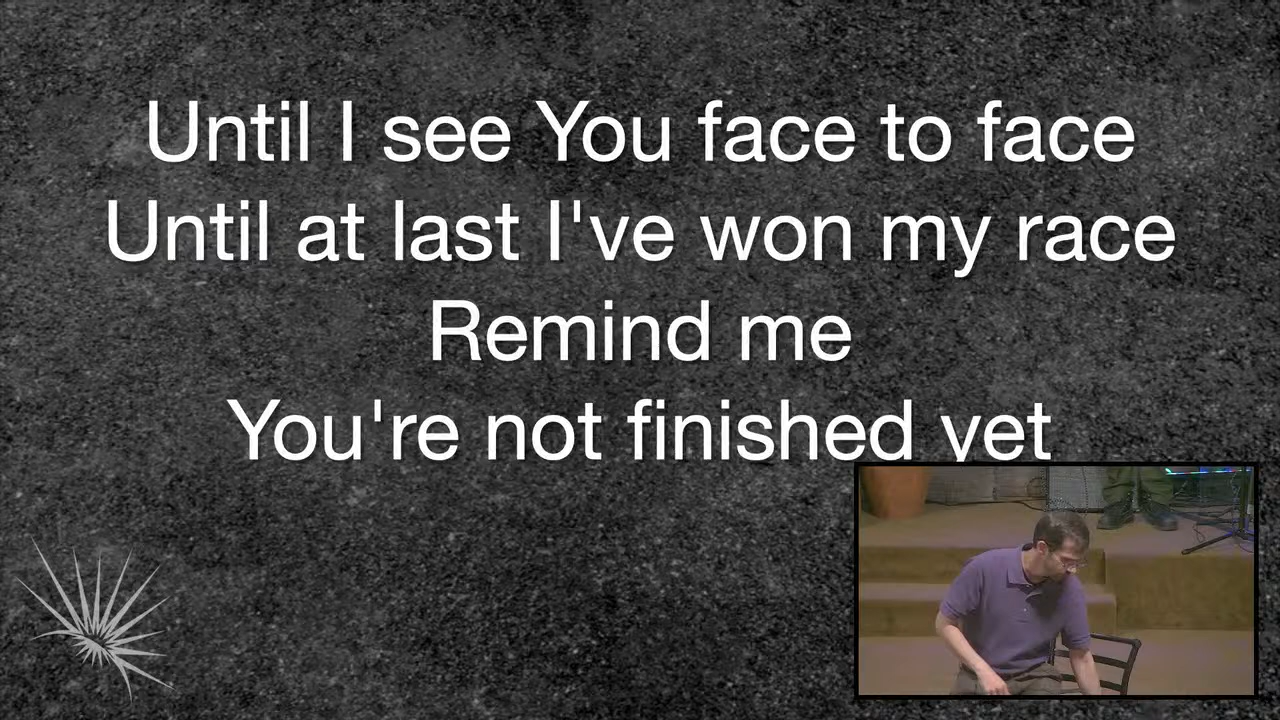 Until I see You face to face
Until at last I've won my race
Remind me
You're not finished yet